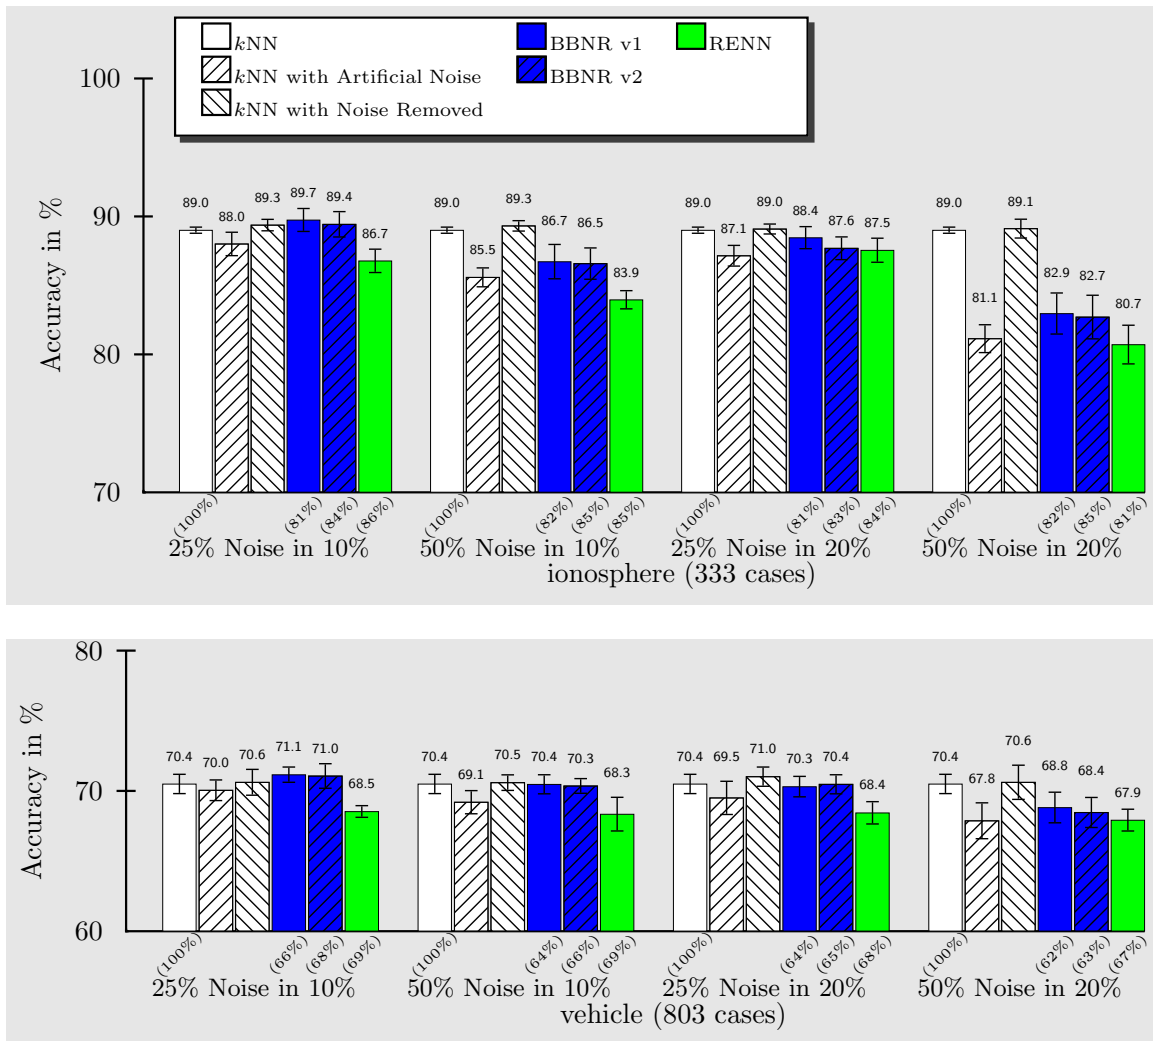 kNN
BBNR v1
RENN
kNN with Artificial Noise
BBNR v2
kNN with Noise Removed
Accuracy in %
100
90
80
70
89.0 88.0 89.3 89.7 89.4 86.7
89.0 85.5 89.3 86.7 86.5 83.9
89.0 87.1 89.0 88.4 87.6 87.5
89.0 81.1 89.1 82.9 82.7 80.7
(100%) (81%) (84%) (86%)
(100%) (82%) (85%) (85%)
(100%) (81%) (83%) (84%)
(100%) (82%) (85%) (81%)
25% Noise in 10%
50% Noise in 10%
25% Noise in 20%
50% Noise in 20%
ionosphere (333 cases)
Accuracy in %
80
70
60
70.4 70.0 70.6 71.1 71.0 68.5
70.4 69.1 70.5 70.4 70.3 68.3
70.4 69.5 71.0 70.3 70.4 68.4
70.4 67.8 70.6 68.8 68.4 67.9
(100%) (66%) (68%) (69%)
(100%) (64%) (66%) (69%)
(100%) (64%) (65%) (68%)
(100%) (62%) (63%) (67%)
25% Noise in 10%
50% Noise in 10%
25% Noise in 20%
50% Noise in 20%
vehicle (803 cases)